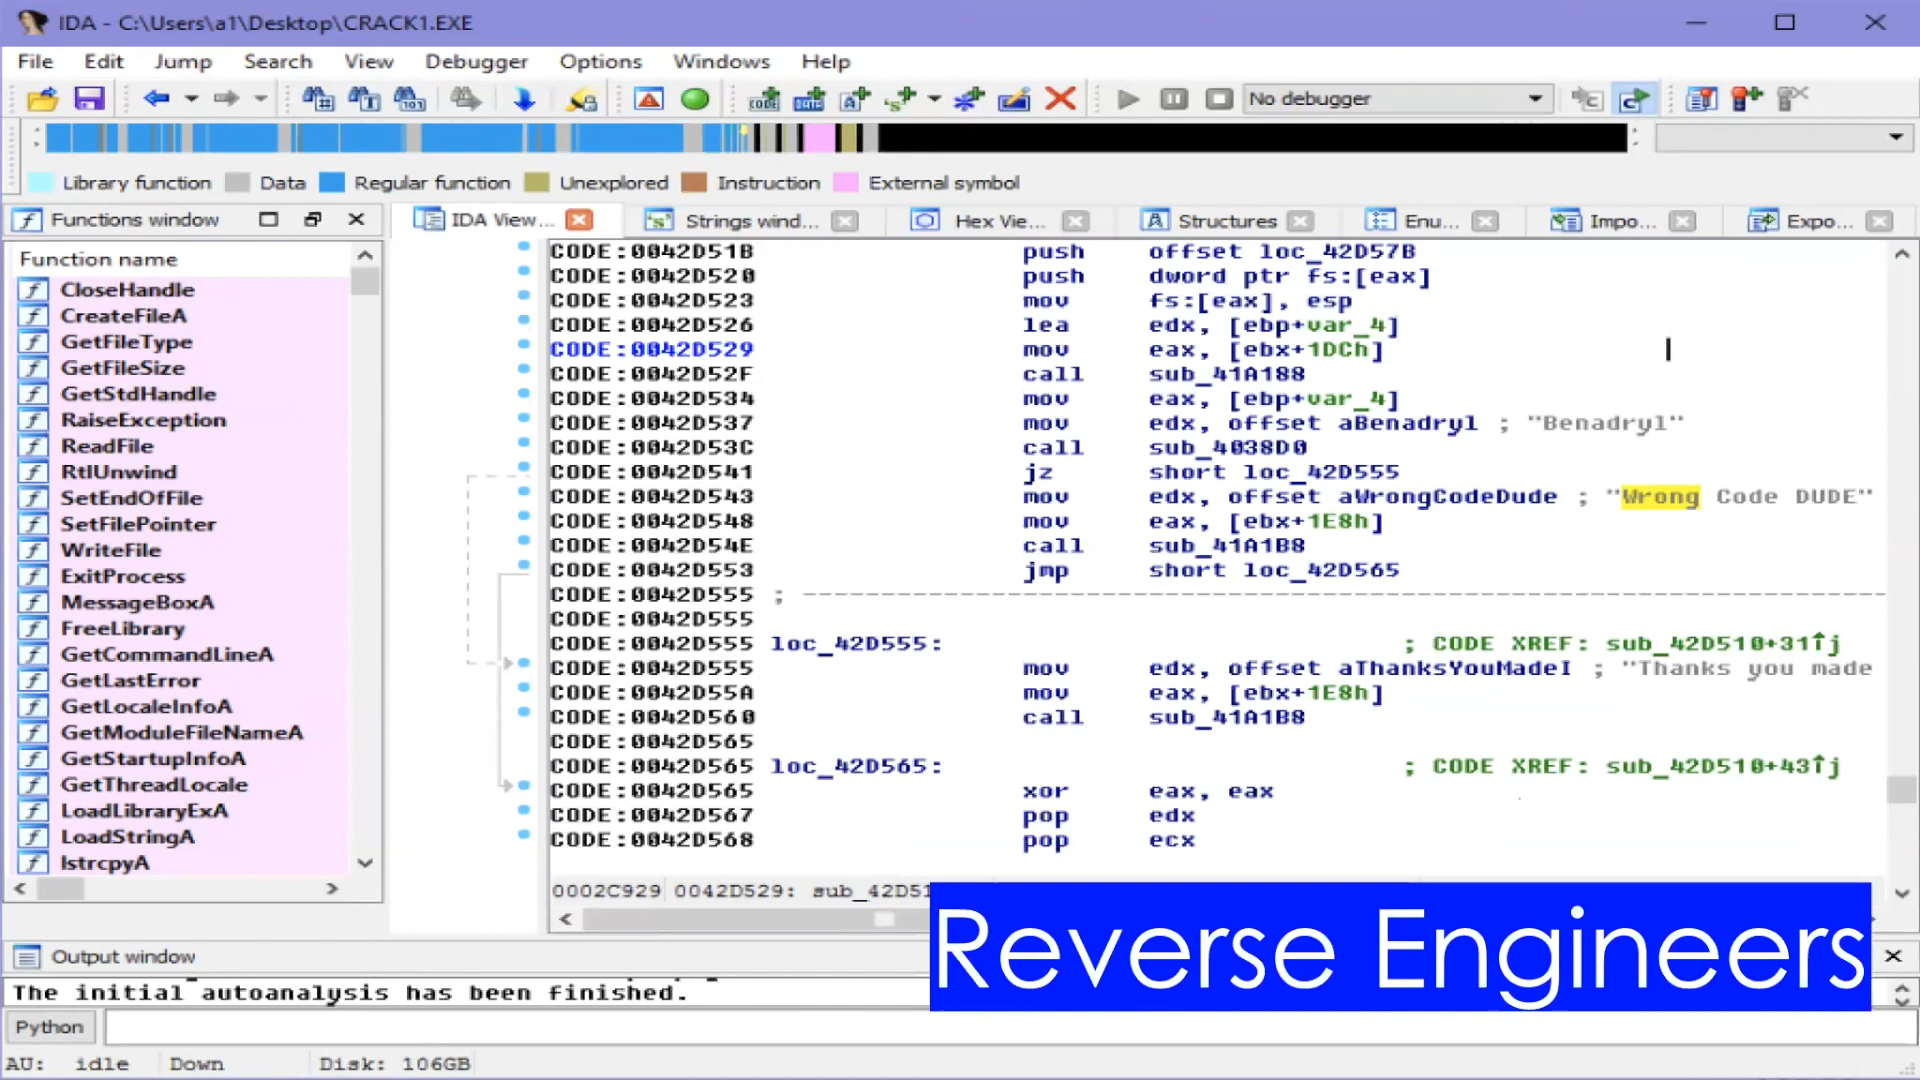 IDA - C:\Users\a1\Desktop\CRACK1.EXE
File Edit Jump Search View Debugger Options Windows Help
No debugger
Library function Data Regular function Unexplored Instruction External symbol
Functions window
IDA View... Strings wind... Hex Vie... Structures Enu... Impo... Expo...
Function name
CloseHandle
CreateFileA
GetFileType
GetFileSize
GetStdHandle
RaiseException
ReadFile
RtlUnwind
SetEndOfFile
SetFilePointer
WriteFile
ExitProcess
MessageBoxA
FreeLibrary
GetCommandLineA
GetLastError
GetLocaleInfoA
GetModuleFileNameA
GetStartupInfoA
GetThreadLocale
LoadLibraryExA
LoadStringA
lstrcpyA
CODE:0042D51B push offset loc_42D57B
CODE:0042D520 push dword ptr fs:[eax]
CODE:0042D523 mov fs:[eax], esp
CODE:0042D526 lea edx, [ebp+var_4]
CODE:0042D529 mov eax, [ebx+1DCh]
CODE:0042D52F call sub_41A188
CODE:0042D534 mov eax, [ebp+var_4]
CODE:0042D537 mov edx, offset aBenadryl ; "Benadryl"
CODE:0042D53C call sub_4038D0
CODE:0042D541 jz short loc_42D555
CODE:0042D543 mov edx, offset aWrongCodeDude ; "Wrong Code DUDE"
CODE:0042D548 mov eax, [ebx+1E8h]
CODE:0042D54E call sub_41A1B8
CODE:0042D553 jmp short loc_42D565
CODE:0042D555 ; ---------------------------------------------------------------------------
CODE:0042D555
CODE:0042D555 loc_42D555: ; CODE XREF: sub_42D510+31↑j
CODE:0042D555 mov edx, offset aThanksYouMadeI ; "Thanks you made
CODE:0042D55A mov eax, [ebx+1E8h]
CODE:0042D560 call sub_41A1B8
CODE:0042D565
CODE:0042D565 loc_42D565: ; CODE XREF: sub_42D510+43↑j
CODE:0042D565 xor eax, eax
CODE:0042D567 pop edx
CODE:0042D568 pop ecx
0002C929 0042D529: sub_42D51
Reverse Engineers
Output window
The initial autoanalysis has been finished.
Python
AU: idle Down Disk: 106GB